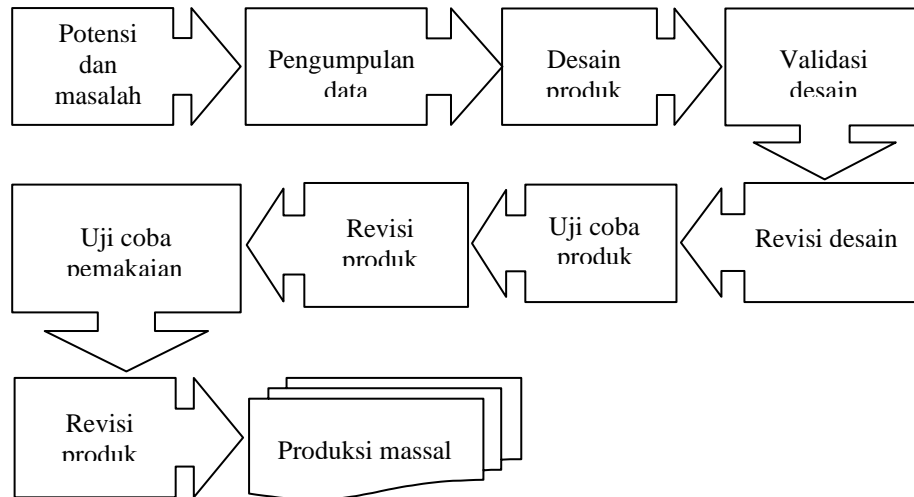 Potensi
dan
masalah
Pengumpulan
data
Desain
produk
Validasi
desain
Revisi desain
Uji coba
produk
Revisi
produk
Uji coba
pemakaian
Revisi
produk
Produksi massal